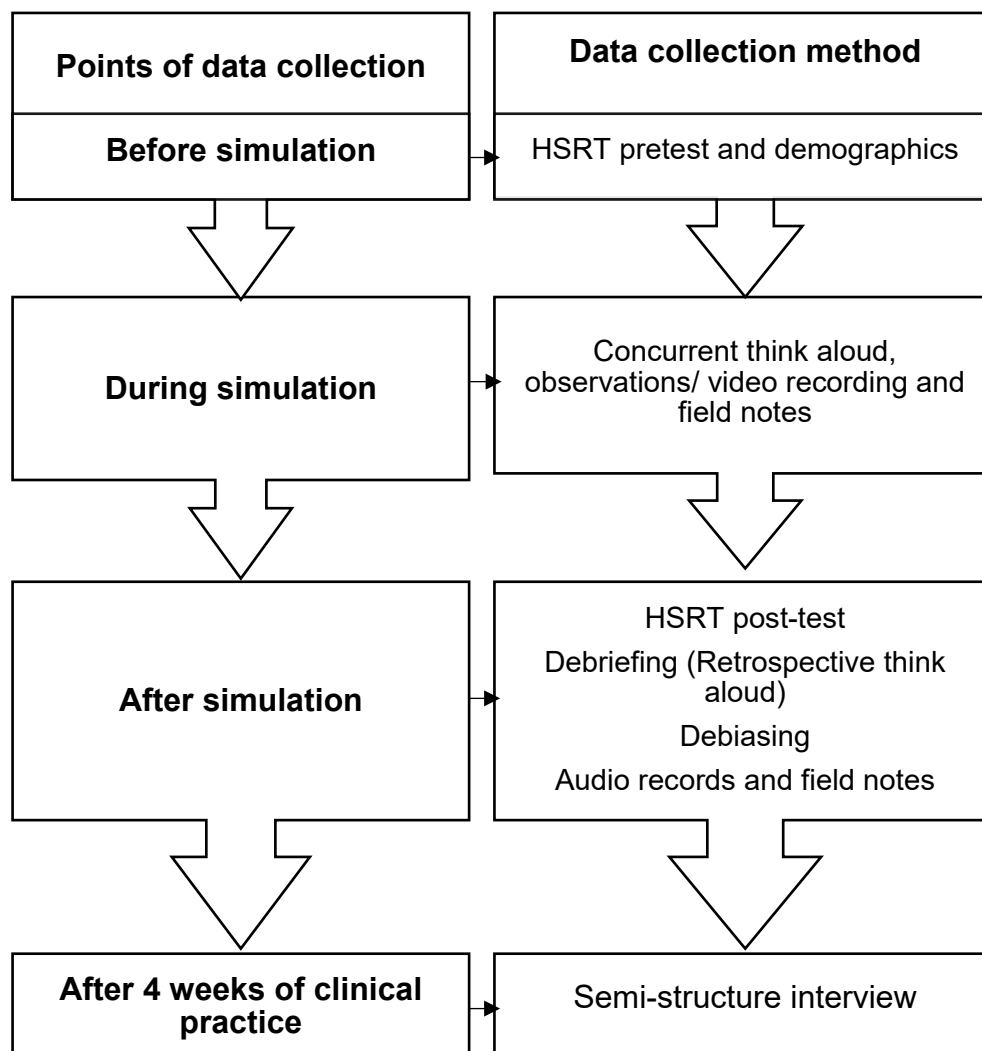 Points of data collection
Data collection method
Before simulation
HSRT pretest and demographics
During simulation
Concurrent think aloud,
observations/ video recording and
field notes
After simulation
HSRT post-test
Debriefing (Retrospective think
aloud)
Debiasing
Audio records and field notes
After 4 weeks of clinical
practice
Semi-structure interview